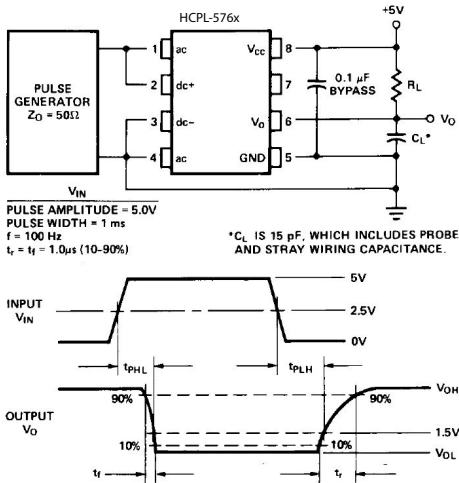 HCPL-576x
+5V
1 ac
VCC 8
PULSE
GENERATOR
ZO = 50Ω
2 dc+
7
0.1 µF
BYPASS
RL
3 dc–
VO 6
VO
CL*
4 ac
GND 5
VIN
PULSE AMPLITUDE = 5.0V
PULSE WIDTH = 1 ms
f = 100 Hz
tr = tf = 1.0µs (10-90%)
*CL IS 15 pF, WHICH INCLUDES PROBE
AND STRAY WIRING CAPACITANCE.
5V
INPUT
VIN
2.5V
0V
tPHL
tPLH
VOH
90%
90%
OUTPUT
VO
1.5V
10%
10%
VOL
tf
tr